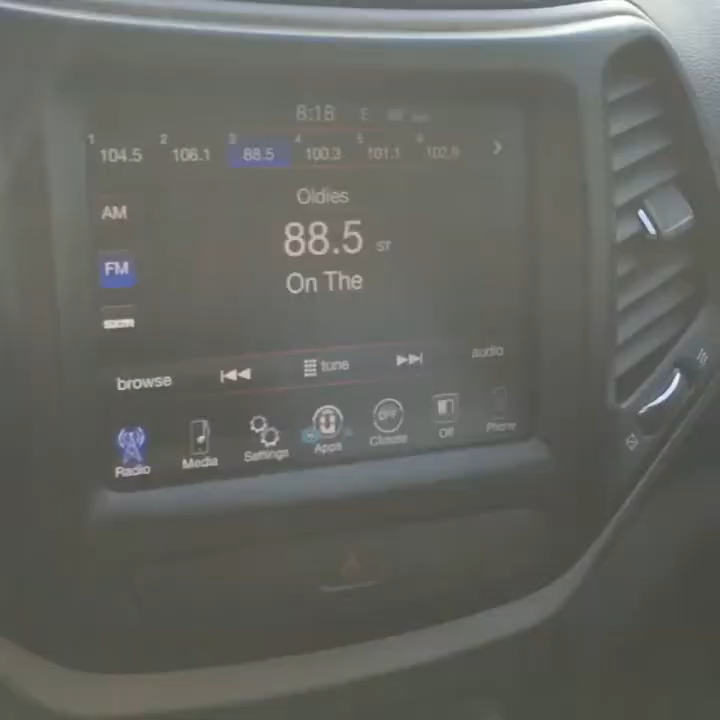 8:18 E
1 2 3 4 5
104.5 106.1 88.5 100.3 101.1 102.9
AM
Oldies
FM
88.5 ST
On The
browse tune audio
Radio Media Settings Apps OFF Climate Off Phone